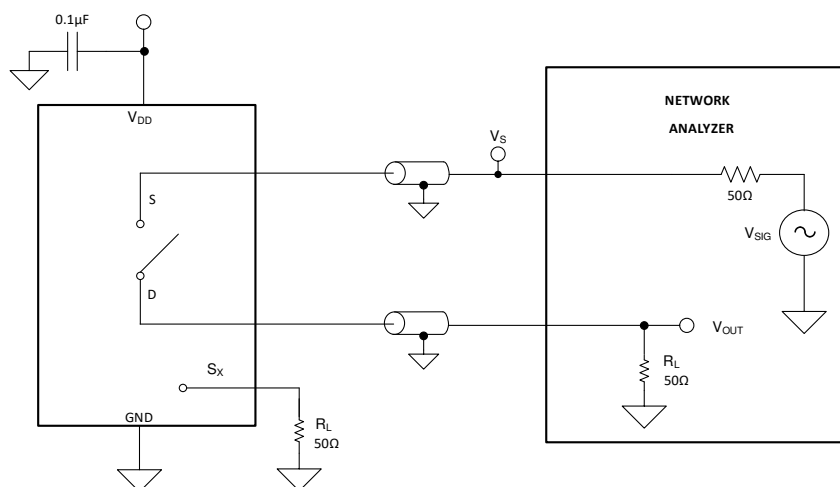 0.1µF
VDD
NETWORK
ANALYZER
VS
S
50Ω
VSIG
D
VOUT
SX
RL
50Ω
GND
RL
50Ω